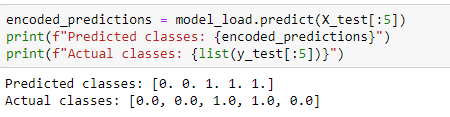 encoded_predictions = model_load.predict(X_test[:5])
print(f"Predicted classes: {encoded_predictions}")
print(f"Actual classes: {list(y_test[:5])}")
Predicted classes: [0. 0. 1. 1. 1.]
Actual classes: [0.0, 0.0, 1.0, 1.0, 0.0]